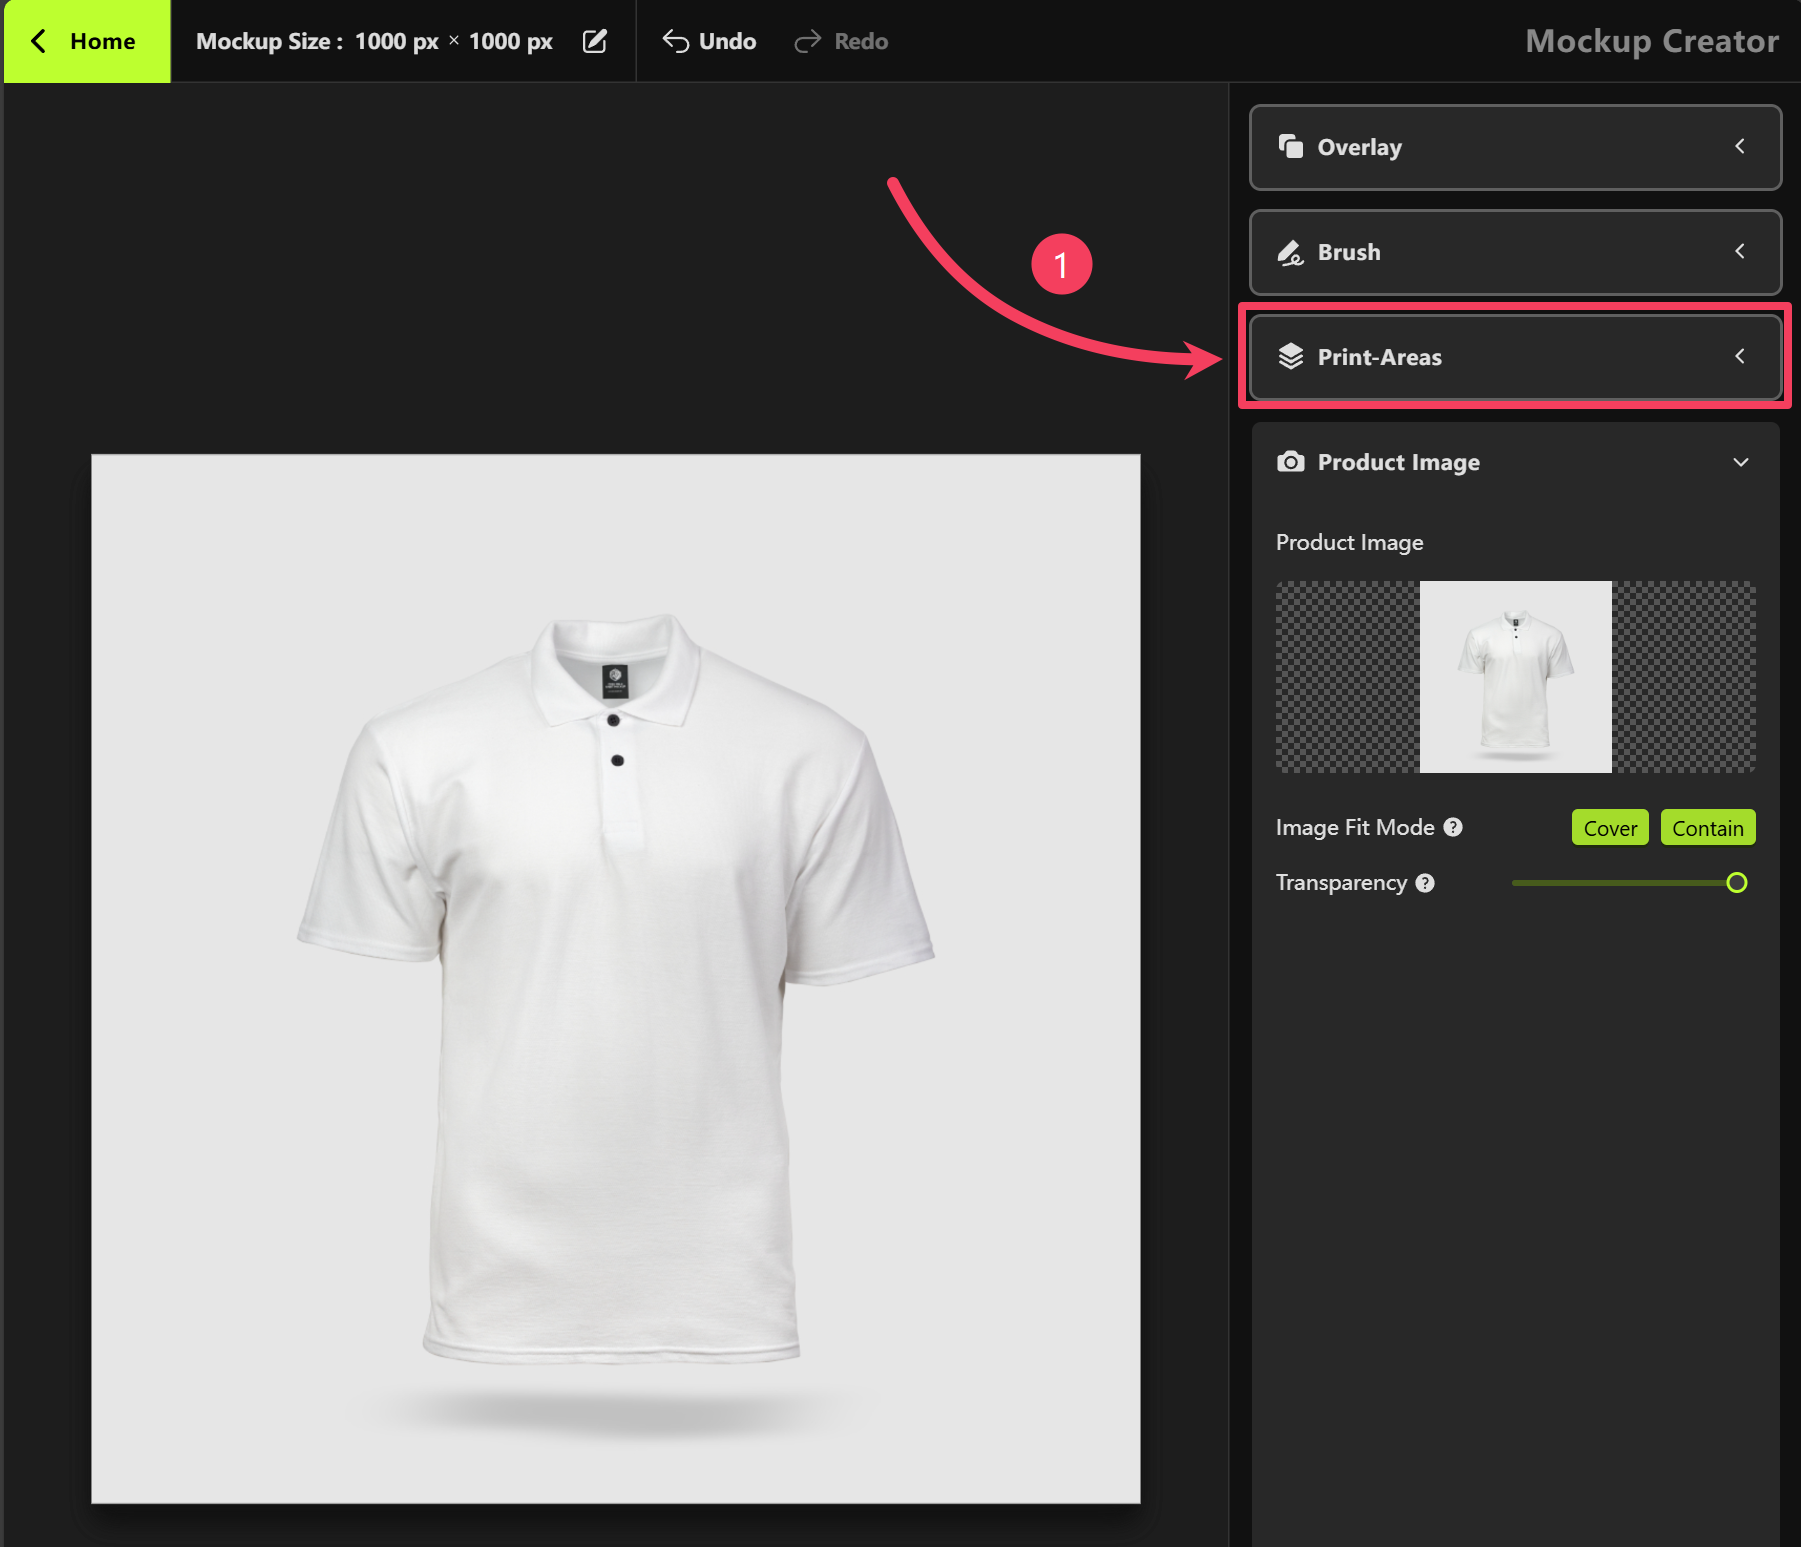 Home
Mockup Size : 1000 px × 1000 px
Undo
Redo
Mockup Creator
Overlay
Brush
1
Print-Areas
Product Image
Product Image
Image Fit Mode ?
Cover
Contain
Transparency ?